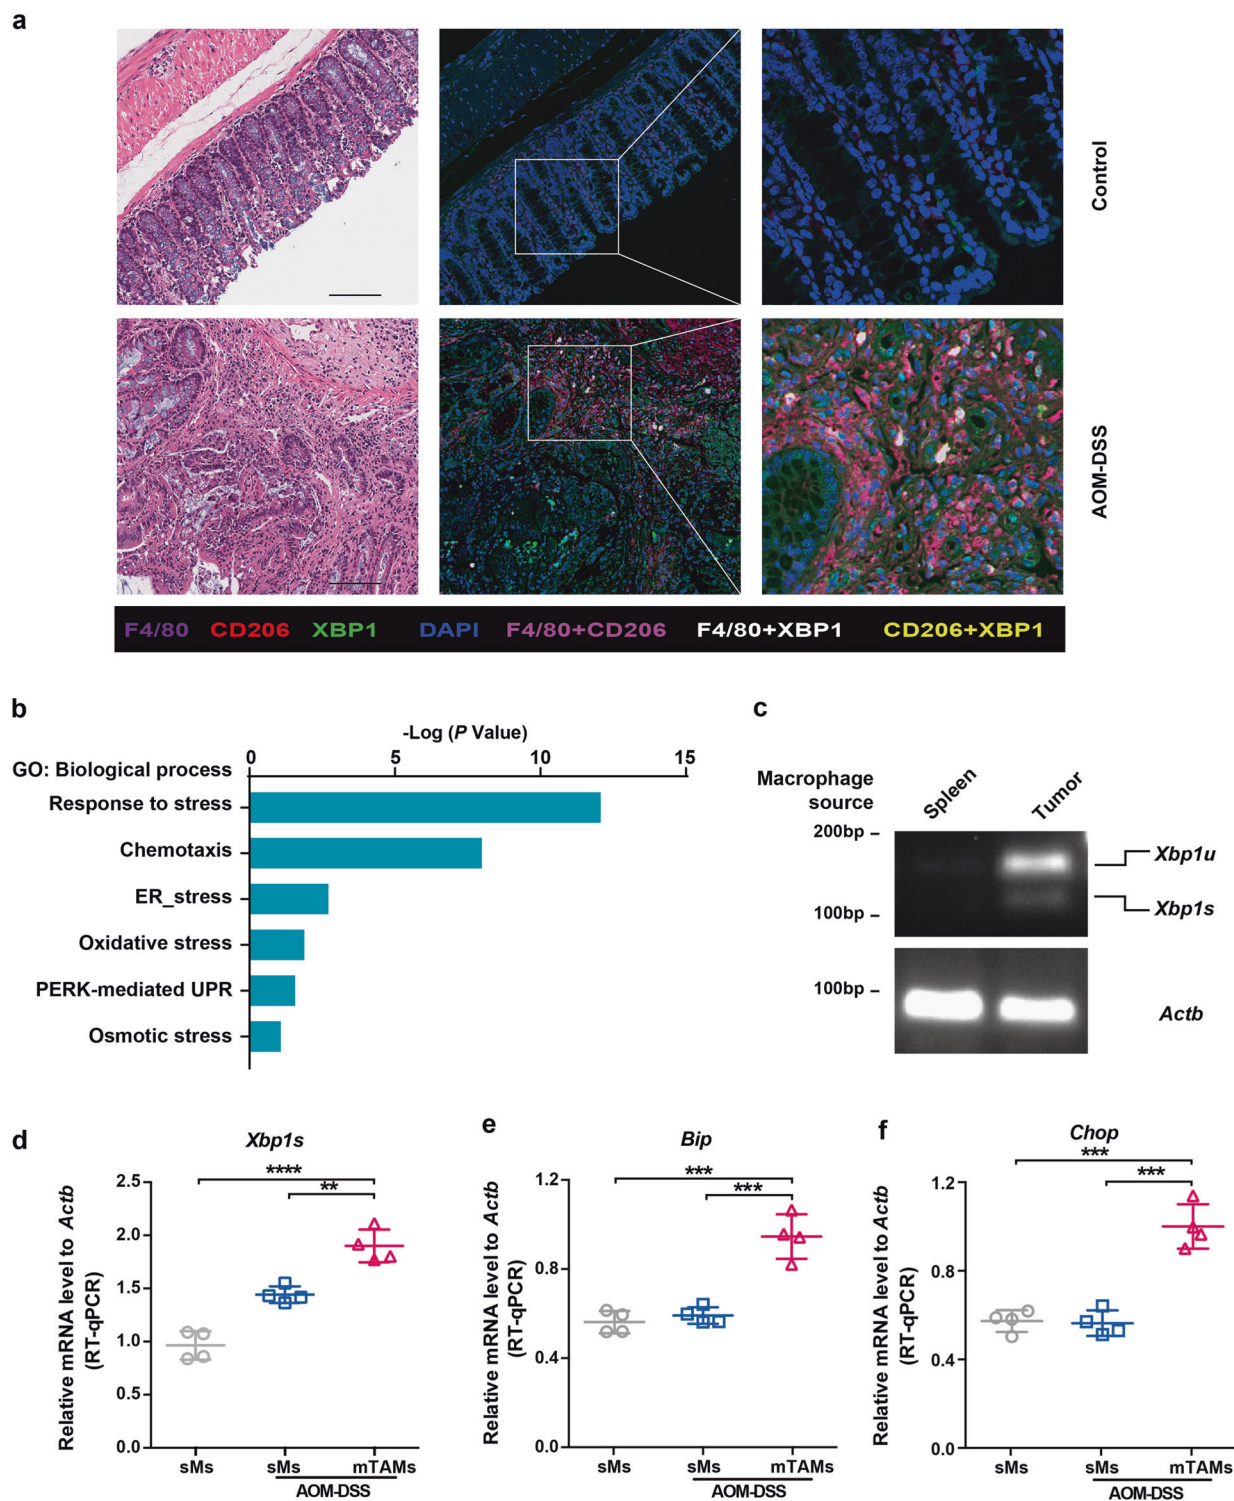 a
Control
AOM-DSS
F4/80 CD206 XBP1 DAPI F4/80+CD206 F4/80+XBP1 CD206+XBP1
b
-Log (P Value)
0 5 10 15
GO: Biological process
Response to stress
Chemotaxis
ER_stress
Oxidative stress
PERK-mediated UPR
Osmotic stress
c
Macrophage source
Spleen
Tumor
200bp
100bp
Xbp1u
Xbp1s
100bp
Actb
d
Xbp1s
****
**
Relative mRNA level to Actb
(RT-qPCR)
2.5
2.0
1.5
1.0
0.5
0.0
sMs sMs mTAMs
AOM-DSS
e
Bip
***
***
Relative mRNA level to Actb
(RT-qPCR)
1.2
0.8
0.4
0.0
sMs sMs mTAMs
AOM-DSS
f
Chop
***
***
Relative mRNA level to Actb
(RT-qPCR)
1.2
0.8
0.4
0.0
sMs sMs mTAMs
AOM-DSS